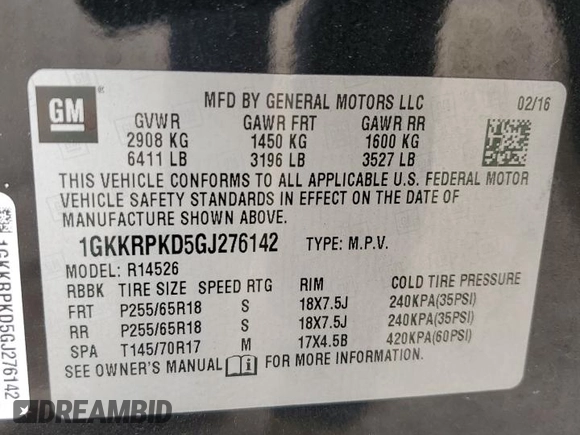 GM
MFD BY GENERAL MOTORS LLC 02/16
GVWR GAWR FRT GAWR RR
2908 KG 1450 KG 1600 KG
6411 LB 3196 LB 3527 LB
THIS VEHICLE CONFORMS TO ALL APPLICABLE U.S. FEDERAL MOTOR
VEHICLE SAFETY STANDARDS IN EFFECT ON THE DATE OF
MANUFACTURE SHOWN ABOVE.
1GKKRPKD5GJ276142 TYPE: M.P.V.
MODEL: R14526
RBBK TIRE SIZE SPEED RTG RIM COLD TIRE PRESSURE
FRT P255/65R18 S 18X7.5J 240KPA(35PSI)
RR P255/65R18 S 18X7.5J 240KPA(35PSI)
SPA T145/70R17 M 17X4.5B 420KPA(60PSI)
SEE OWNER'S MANUAL i FOR MORE INFORMATION.
1GKKRPKD5GJ276142
DREAMBID